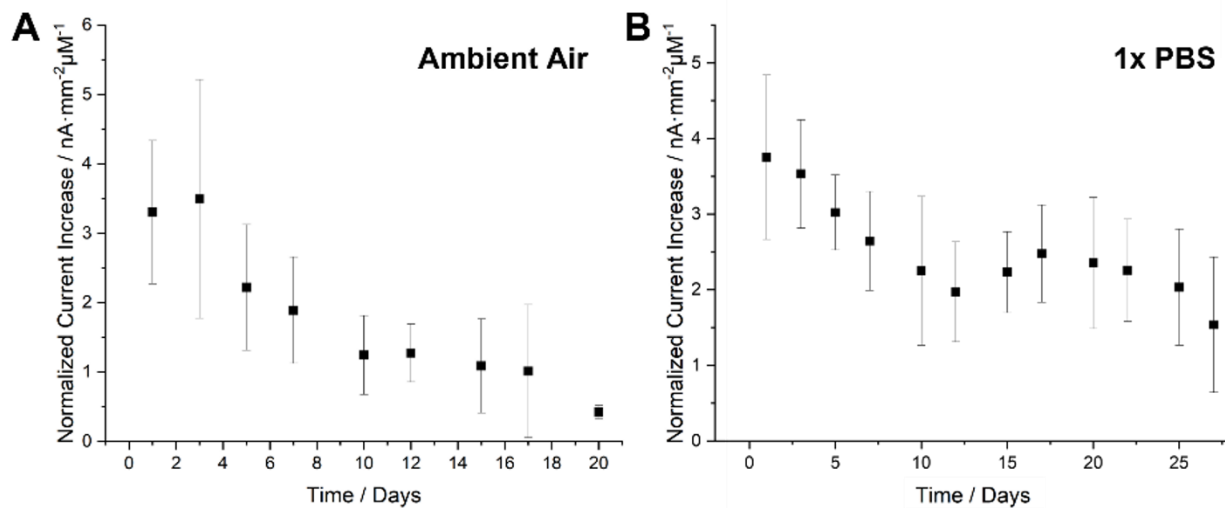 A
Ambient Air
Normalized Current Increase / nA·mm⁻²µM⁻¹
6
5
4
3
2
1
0
0 2 4 6 8 10 12 14 16 18 20
Time / Days
B
1x PBS
Normalized Current Increase / nA·mm⁻²µM⁻¹
5
4
3
2
1
0
0 5 10 15 20 25
Time / Days